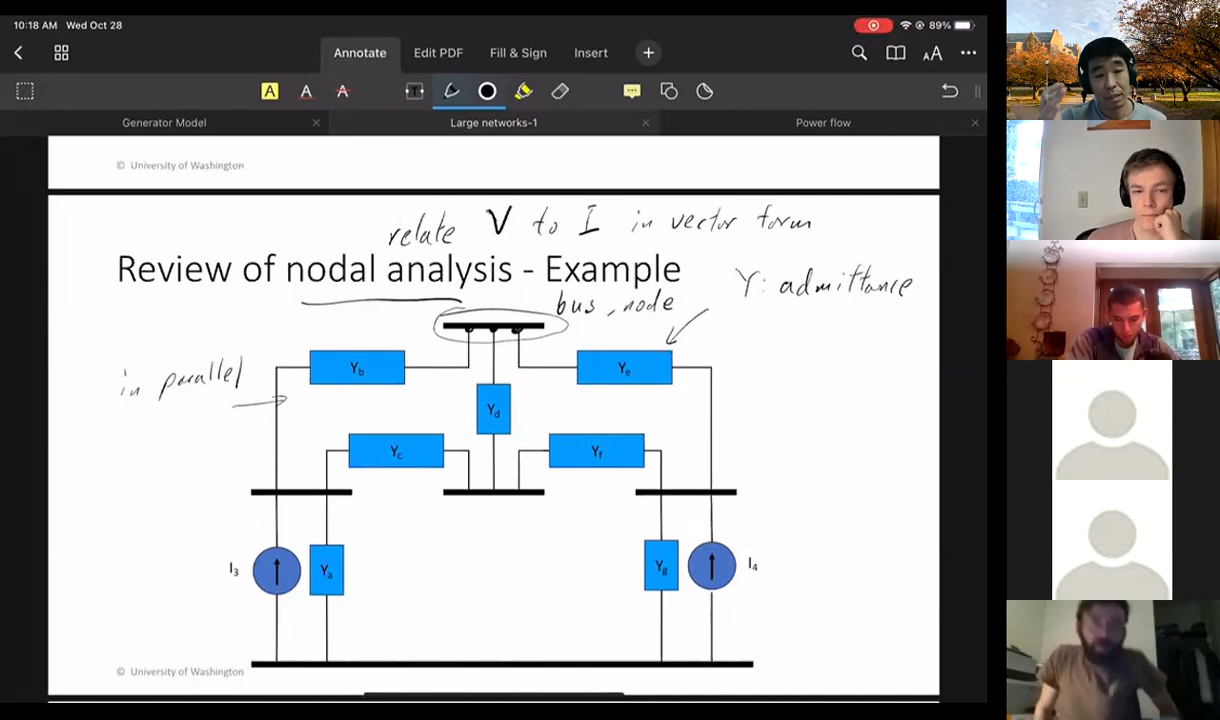 10:18 AM Wed Oct 28
89%
Annotate Edit PDF Fill & Sign Insert
A A A T AA
Generator Model Large networks-1 Power flow
© University of Washington
relate V to I in vector form
Review of nodal analysis - Example
Y: admittance
bus, node
in parallel
Yb Ye
Yd
Yc Yf
I3 Ya Yg I4
© University of Washington